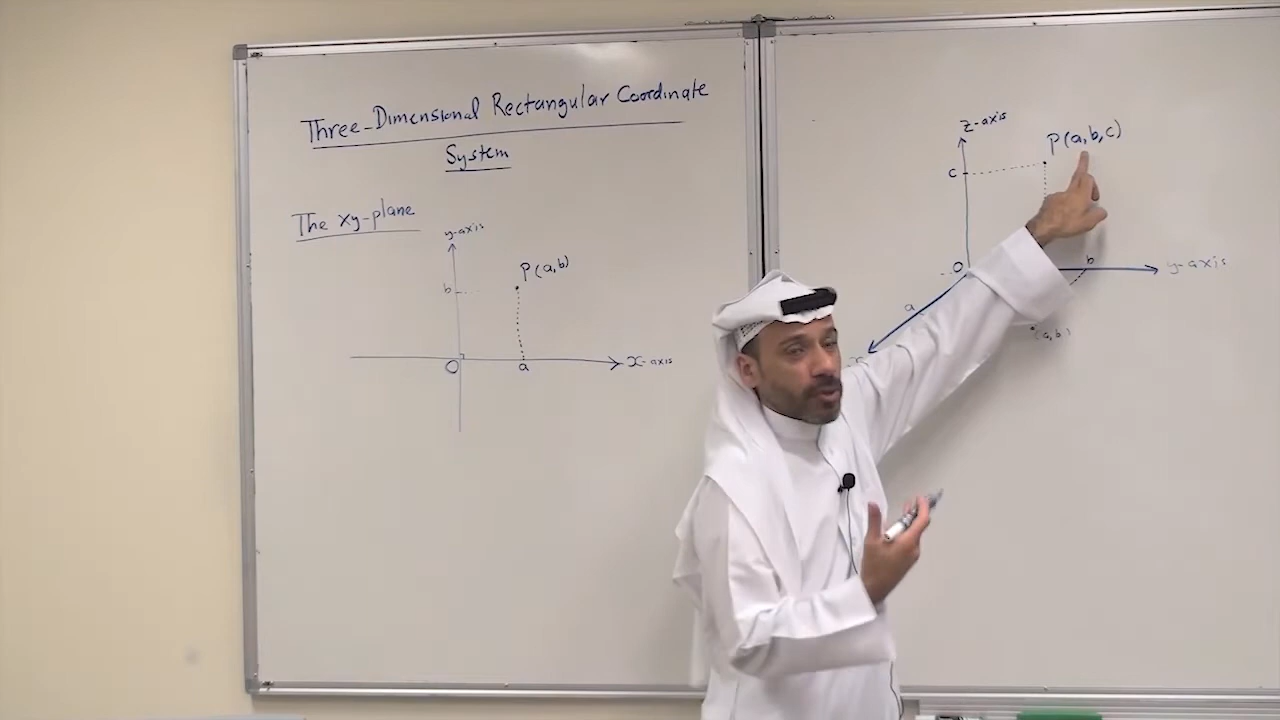 Three-Dimensional Rectangular Coordinate
System
The xy-plane
y-axis
P(a,b)
b
O
a
x-axis
z-axis
P(a,b,c)
c
O
b
y-axis
a
(a,b)
x